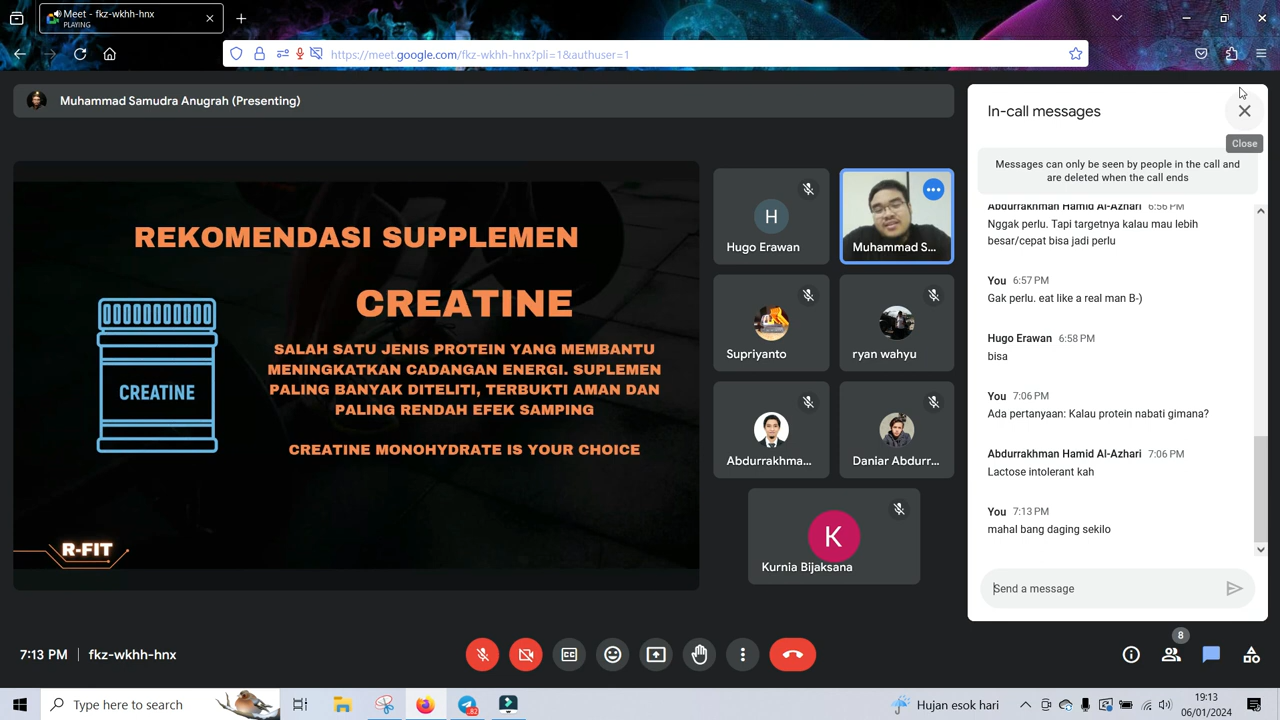 Meet - fkz-wkhh-hnx
PLAYING
https://meet.google.com/fkz-wkhh-hnx?pli=1&authuser=1
Muhammad Samudra Anugrah (Presenting)
REKOMENDASI SUPPLEMEN
CREATINE
SALAH SATU JENIS PROTEIN YANG MEMBANTU
MENINGKATKAN CADANGAN ENERGI. SUPLEMEN
PALING BANYAK DITELITI, TERBUKTI AMAN DAN
PALING RENDAH EFEK SAMPING
CREATINE MONOHYDRATE IS YOUR CHOICE
CREATINE
R-FIT
H
Hugo Erawan
Muhammad S...
Supriyanto
ryan wahyu
Abdurrakhma...
Daniar Abdurr...
K
Kurnia Bijaksana
In-call messages
Close
Messages can only be seen by people in the call and
are deleted when the call ends
Abdurrakhman Hamid Al-Azhari 6:56 PM
Nggak perlu. Tapi targetnya kalau mau lebih
besar/cepat bisa jadi perlu
You 6:57 PM
Gak perlu. eat like a real man B-)
Hugo Erawan 6:58 PM
bisa
You 7:06 PM
Ada pertanyaan: Kalau protein nabati gimana?
Abdurrakhman Hamid Al-Azhari 7:06 PM
Lactose intolerant kah
You 7:13 PM
mahal bang daging sekilo
Send a message
7:13 PM | fkz-wkhh-hnx
CC
8
Type here to search
Hujan esok hari
19:13
06/01/2024